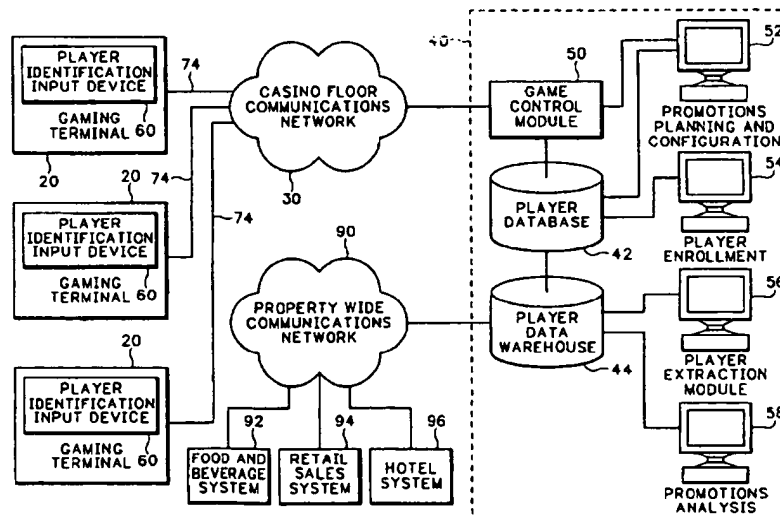 PLAYER
IDENTIFICATION
INPUT DEVICE
GAMING 60
TERMINAL
20
74
20
74
PLAYER
IDENTIFICATION
INPUT DEVICE
GAMING
TERMINAL 60
74
20
PLAYER
IDENTIFICATION
INPUT DEVICE
GAMING
TERMINAL 60
CASINO FLOOR
COMMUNICATIONS
NETWORK
30
90
PROPERTY WIDE
COMMUNICATIONS
NETWORK
92
FOOD AND
BEVERAGE
SYSTEM
94
RETAIL
SALES
SYSTEM
96
HOTEL
SYSTEM
40
50
GAME
CONTROL
MODULE
PLAYER
DATABASE
42
PLAYER
DATA
WAREHOUSE
44
52
PROMOTIONS
PLANNING AND
CONFIGURATION
54
PLAYER
ENROLLMENT
56
PLAYER
EXTRACTION
MODULE
58
PROMOTIONS
ANALYSIS